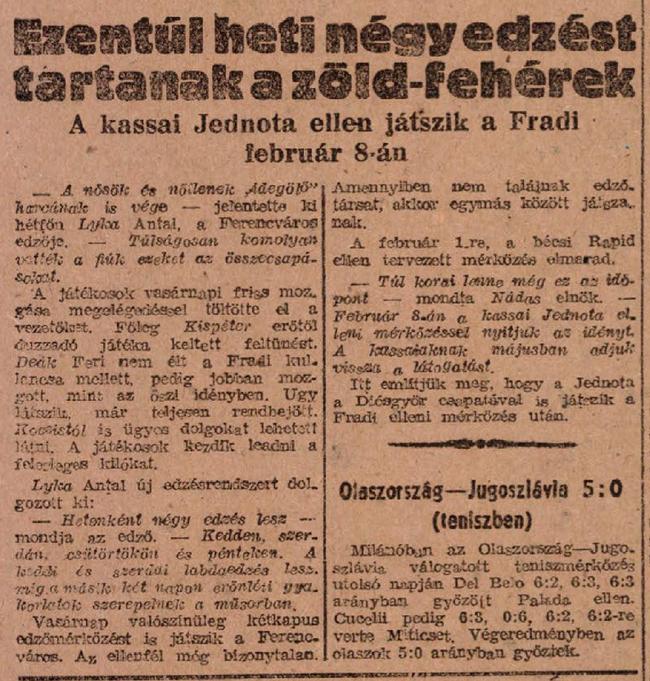 Ezentúl heti négy edzést
tartanak a zöld-fehérek
A kassai Jednota ellen játszik a Fradi
február 8-án
— A nősök és nőtlenek „idegölő"
harcának is vége — jelentette ki
hétfőn Lyka Antal, a Ferencváros
edzője. — Túlságosan komolyan
vették a fiúk ezeket az összecsapá-
sokat.
A játékosok vasárnapi friss moz-
gása megelégedéssel töltötte el a
vezetőket. Főleg Kispéter erőtől
duzzadó játéka keltett feltünést.
Deák Feri nem élt a Fradi kul-
lancsa mellett, pedig jobban moz-
gott, mint az őszi idényben. Ugy
látszik, már teljesen rendbejött.
Kocsistól is ügyes dolgokat lehetett
látni. A játékosok kezdik leadni a
felesleges kilókat.
Lyka Antal új edzésrendszert dol-
gozott ki:
— Hetenként négy edzés lesz —
mondja az edző. — Kedden, szer-
dán, csütörtökön és pénteken. A
keddi és szerdai labdaedzés lesz,
míg a másik két napon erőnléti gya-
korlatok szerepelnek a műsorban.
Vasárnap valószínűleg kétkapus
edzőmérkőzést is játszik a Ferenc-
város. Az ellenfél még bizonytalan.
Amennyiben nem találnak edző-
társat, akkor egymás között játsza-
nak.
A február 1-re, a bécsi Rapid
ellen tervezett mérkőzés elmarad.
— Túl korai lenne még ez az idő-
pont — mondta Nádas elnök. —
Február 8-án a kassai Jednota el-
leni mérkőzéssel nyitjuk az idényt.
A kassaiaknak májusban adjuk
vissza a látogatást.
Itt említjük meg, hogy a Jednota
a Diósgyőr csapatával is játszik a
Fradi elleni mérkőzés után.
Olaszország—Jugoszlávia 5:0
(teniszben)
Milánóban az Olaszország—Jugo-
szlávia válogatott teniszmérkőzés
utolsó napján Del Belo 6:2, 6:3, 6:3
arányban győzött Palada ellen.
Cucelli pedig 6:3, 0:6, 6:2, 6:2-re
verte Miticset. Végeredményben az
olaszok 5:0 arányban győztek.